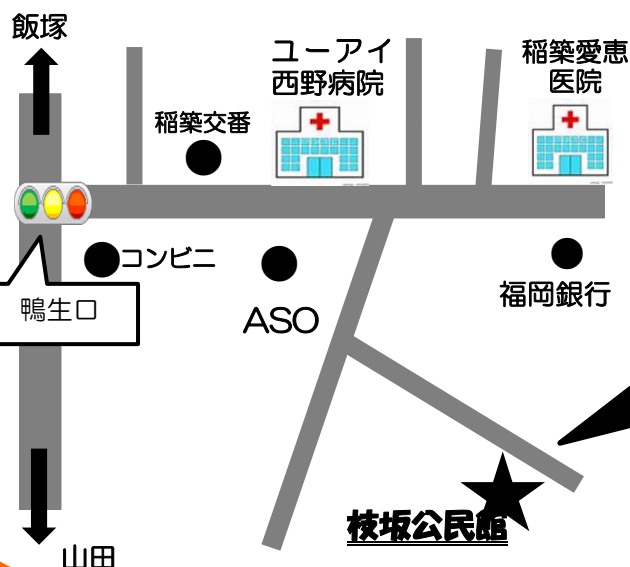 飯塚
ユーアイ
西野病院
稲築愛恵
医院
稲築交番
コンビニ
鴨生口
ASO
福岡銀行
枝坂公民館
山田